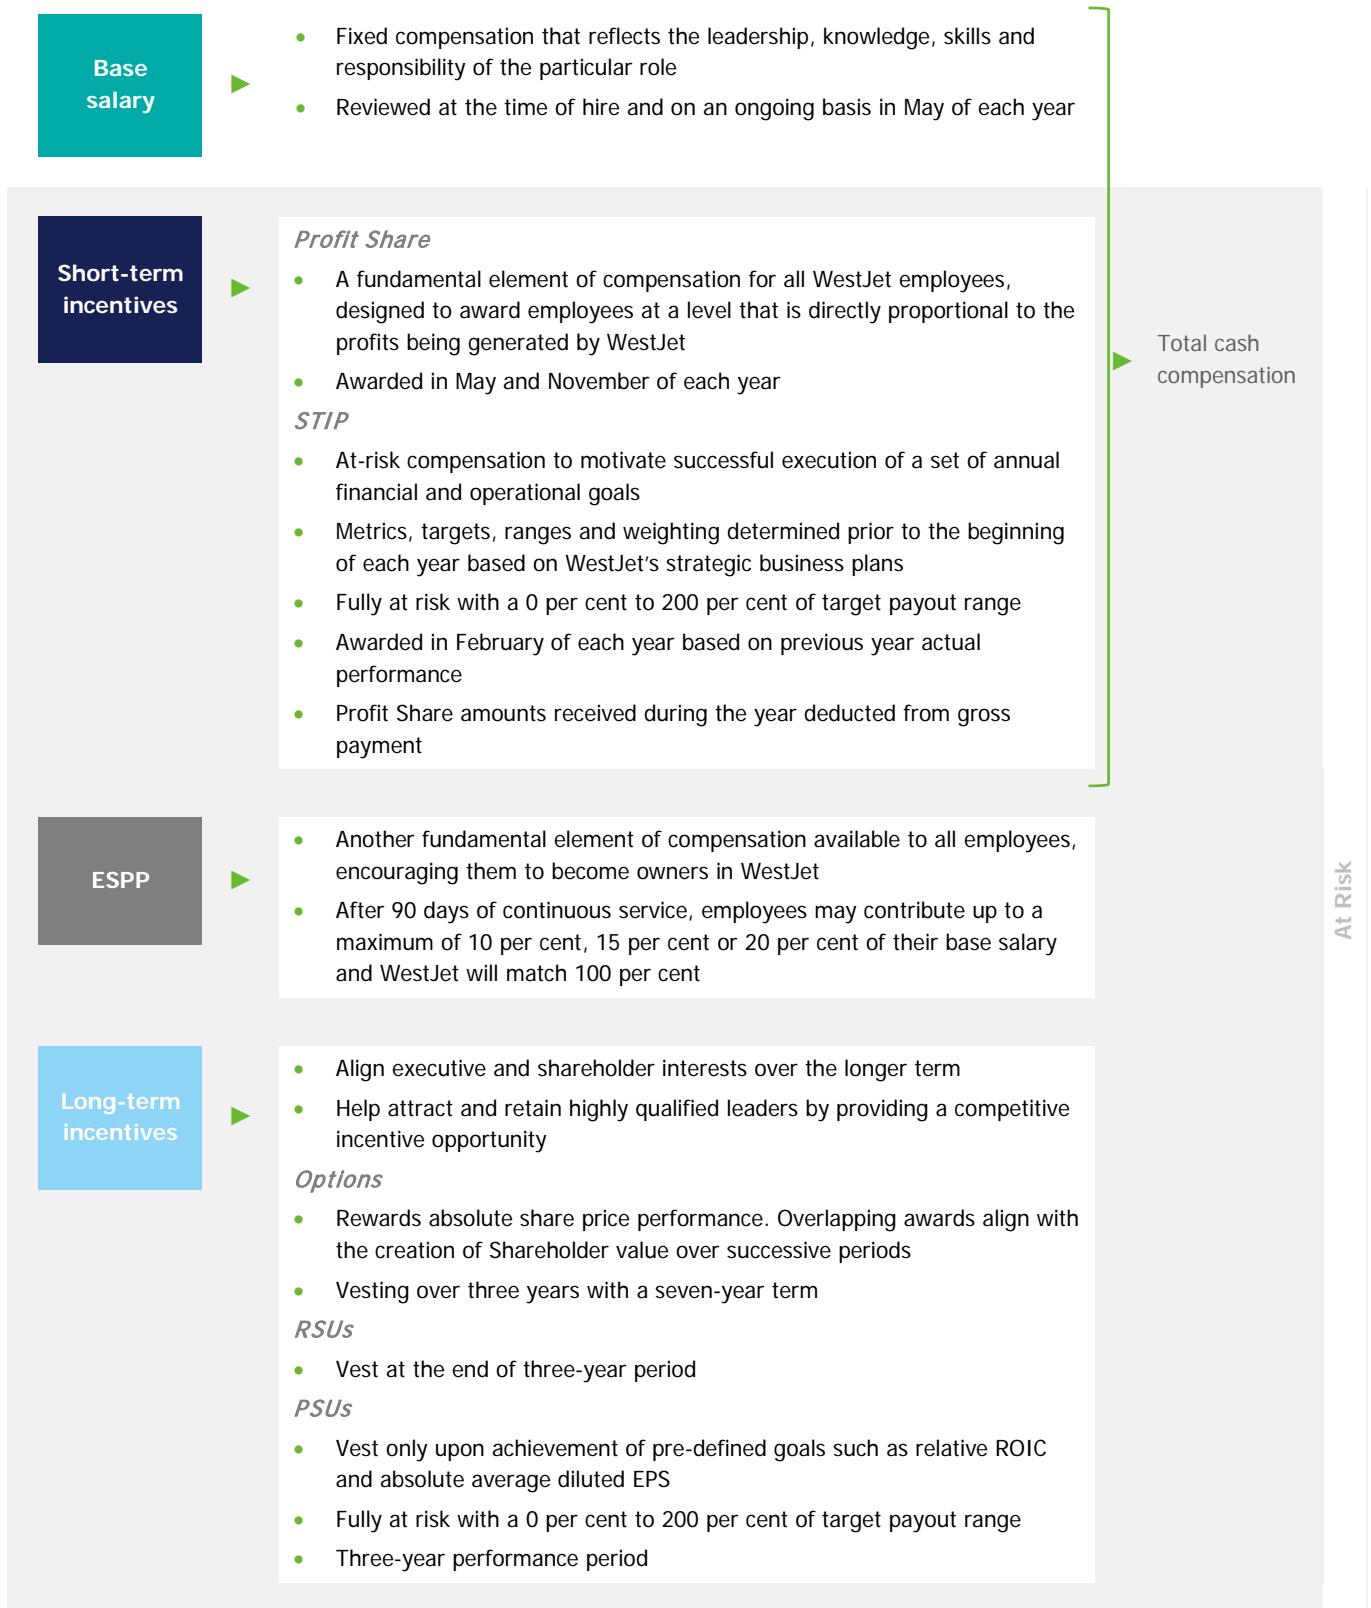 Base
salary
• Fixed compensation that reflects the leadership, knowledge, skills and
responsibility of the particular role
• Reviewed at the time of hire and on an ongoing basis in May of each year
Short-term
incentives
Profit Share
• A fundamental element of compensation for all WestJet employees,
designed to award employees at a level that is directly proportional to the
profits being generated by WestJet
• Awarded in May and November of each year
STIP
• At-risk compensation to motivate successful execution of a set of annual
financial and operational goals
• Metrics, targets, ranges and weighting determined prior to the beginning
of each year based on WestJet’s strategic business plans
• Fully at risk with a 0 per cent to 200 per cent of target payout range
• Awarded in February of each year based on previous year actual
performance
• Profit Share amounts received during the year deducted from gross
payment
Total cash
compensation
ESPP
• Another fundamental element of compensation available to all employees,
encouraging them to become owners in WestJet
• After 90 days of continuous service, employees may contribute up to a
maximum of 10 per cent, 15 per cent or 20 per cent of their base salary
and WestJet will match 100 per cent
At Risk
Long-term
incentives
• Align executive and shareholder interests over the longer term
• Help attract and retain highly qualified leaders by providing a competitive
incentive opportunity
Options
• Rewards absolute share price performance. Overlapping awards align with
the creation of Shareholder value over successive periods
• Vesting over three years with a seven-year term
RSUs
• Vest at the end of three-year period
PSUs
• Vest only upon achievement of pre-defined goals such as relative ROIC
and absolute average diluted EPS
• Fully at risk with a 0 per cent to 200 per cent of target payout range
• Three-year performance period